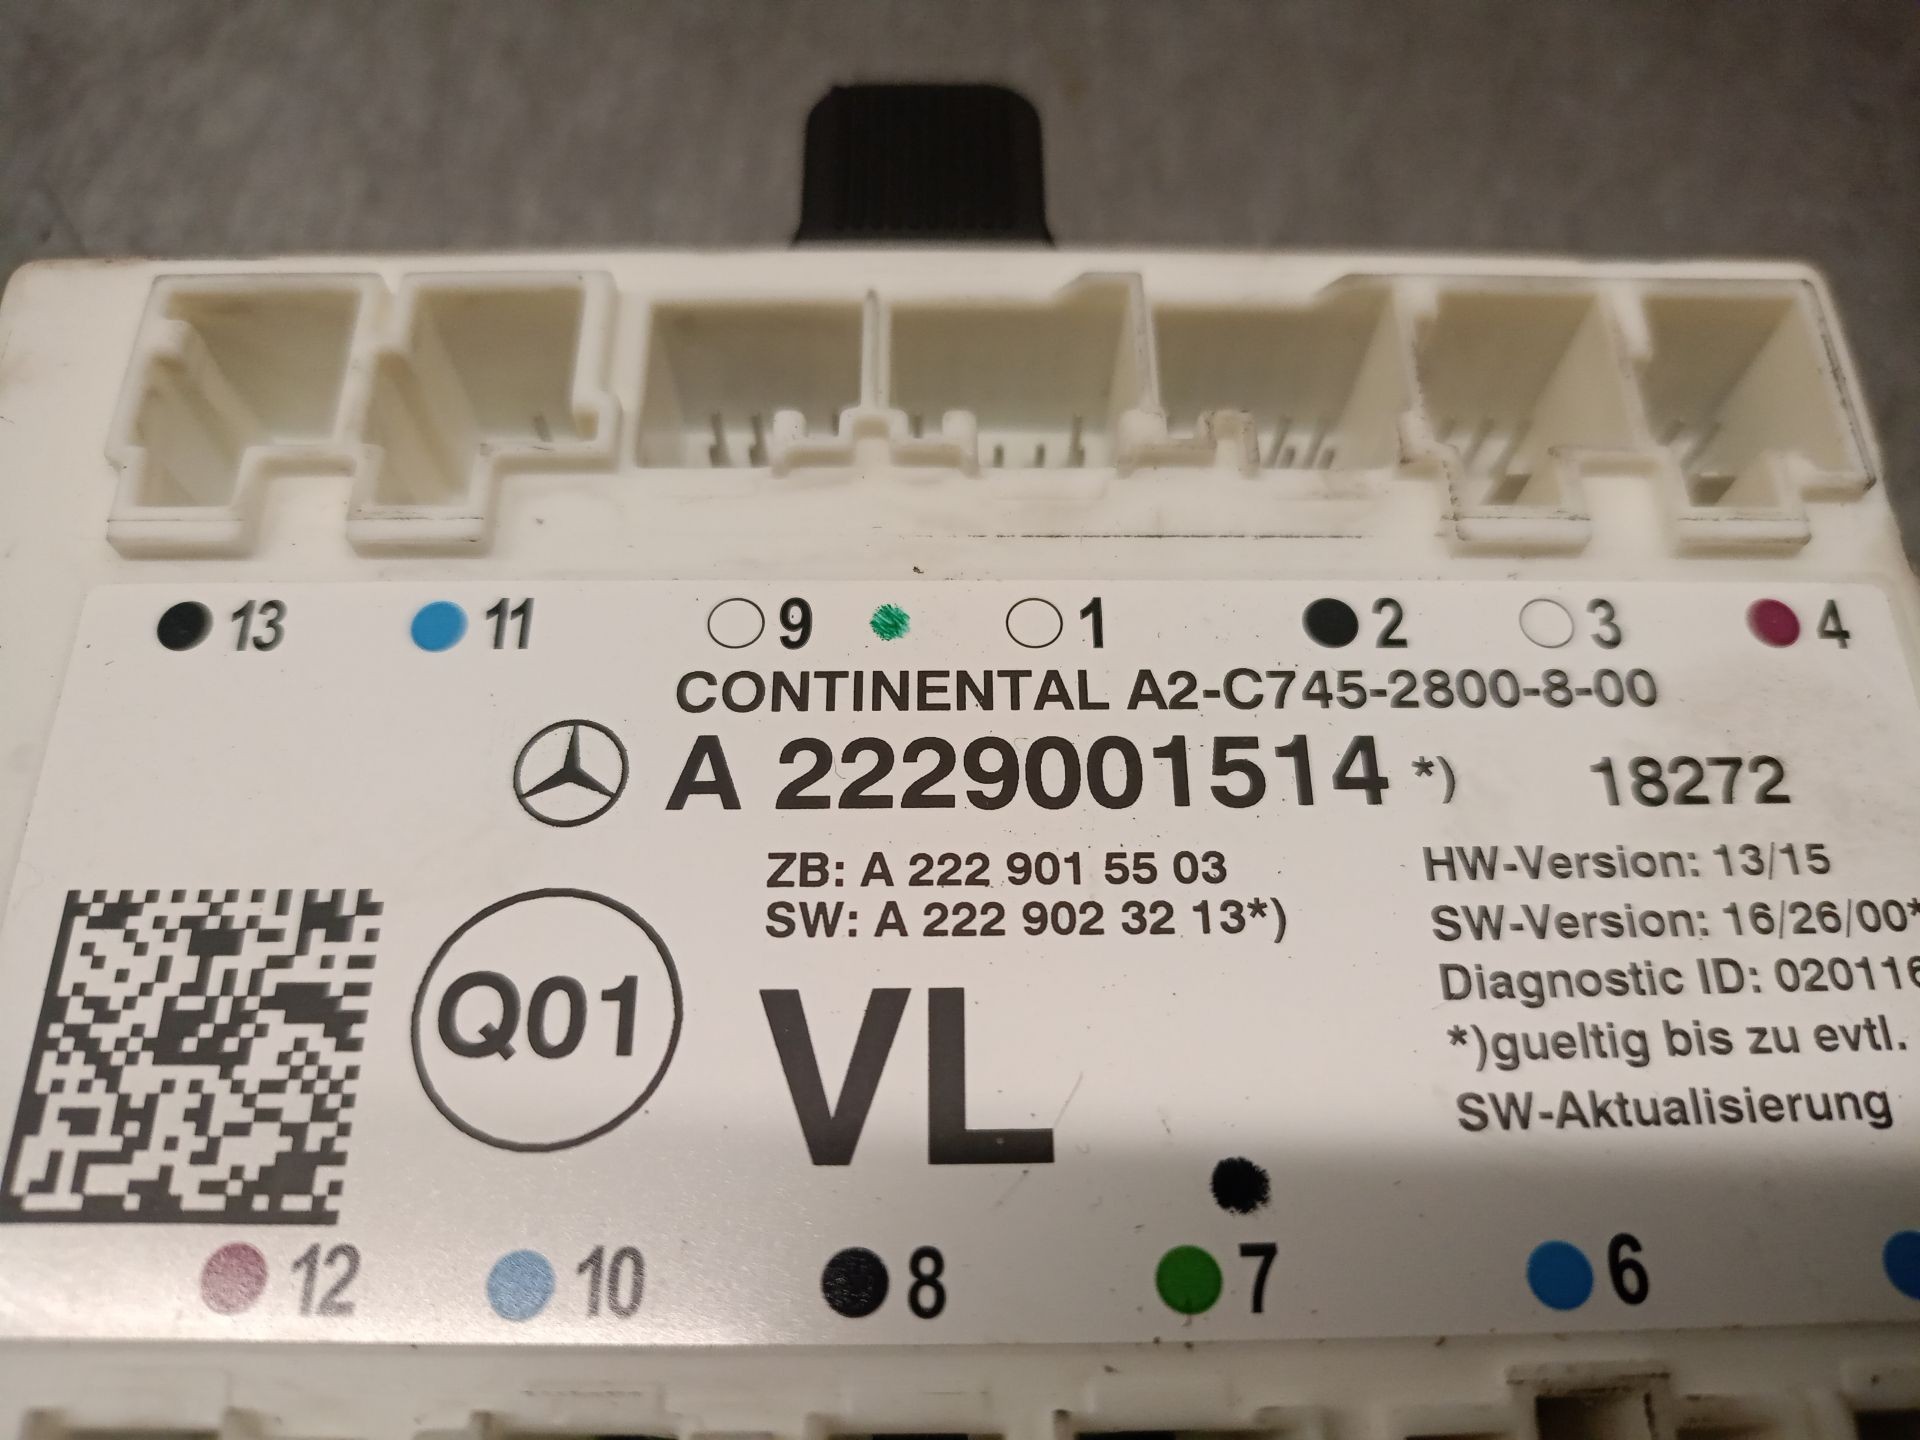 13 11 9 1 2 3 4
CONTINENTAL A2-C745-2800-8-00
A 2229001514 *) 18272
ZB: A 222 901 55 03
SW: A 222 902 32 13*)
HW-Version: 13/15
SW-Version: 16/26/00*
Diagnostic ID: 020116
*)gueltig bis zu evtl.
SW-Aktualisierung
Q01
VL
12 10 8 7 6